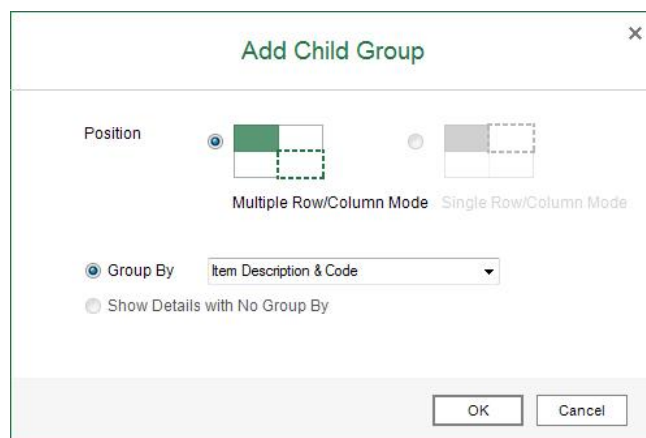 Add Child Group
Position
Multiple Row/Column Mode Single Row/Column Mode
Group By Item Description & Code
Show Details with No Group By
OK Cancel